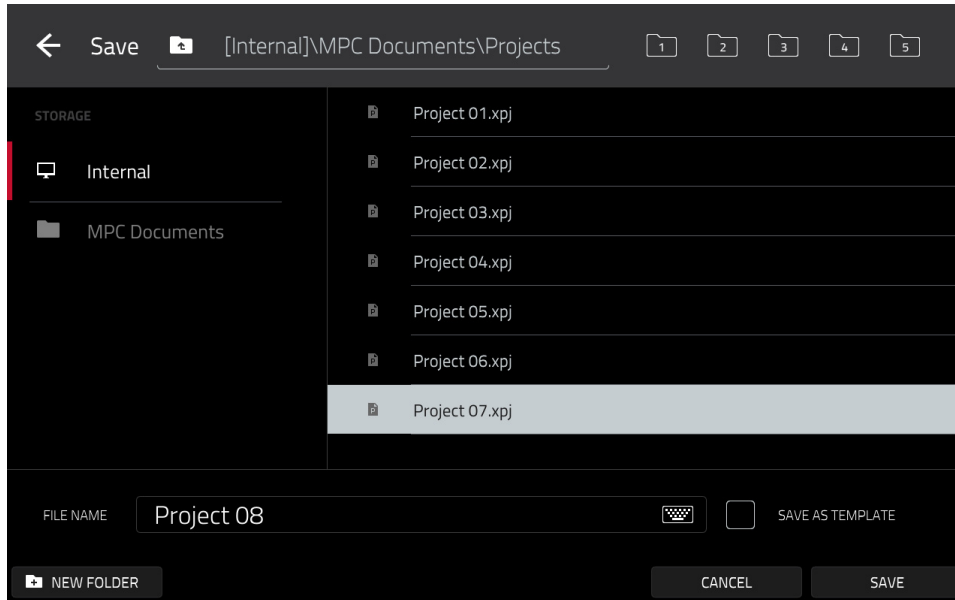 Save [Internal]\MPC Documents\Projects 1 2 3 4 5
STORAGE
Internal
MPC Documents
Project 01.xpj
Project 02.xpj
Project 03.xpj
Project 04.xpj
Project 05.xpj
Project 06.xpj
Project 07.xpj
FILE NAME Project 08 SAVE AS TEMPLATE
NEW FOLDER CANCEL SAVE